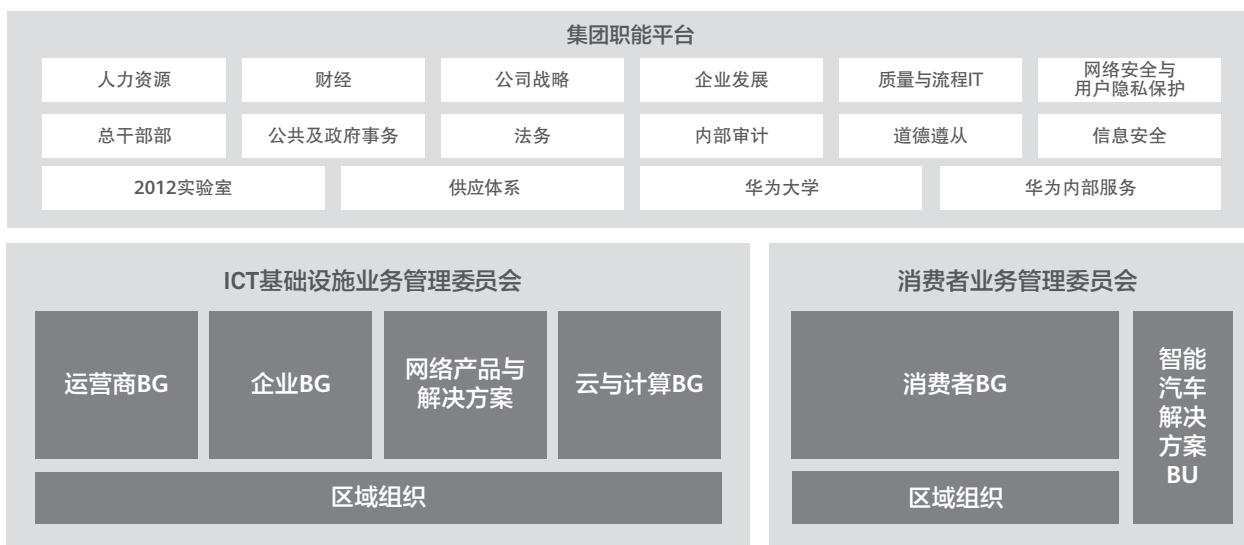 集团职能平台
人力资源
财经
公司战略
企业发展
质量与流程IT
网络安全与
用户隐私保护
总干部部
公共及政府事务
法务
内部审计
道德遵从
信息安全
2012实验室
供应体系
华为大学
华为内部服务
ICT基础设施业务管理委员会
运营商BG
企业BG
网络产品与
解决方案
云与计算BG
区域组织
消费者业务管理委员会
消费者BG
区域组织
智能
汽车
解决
方案
BU